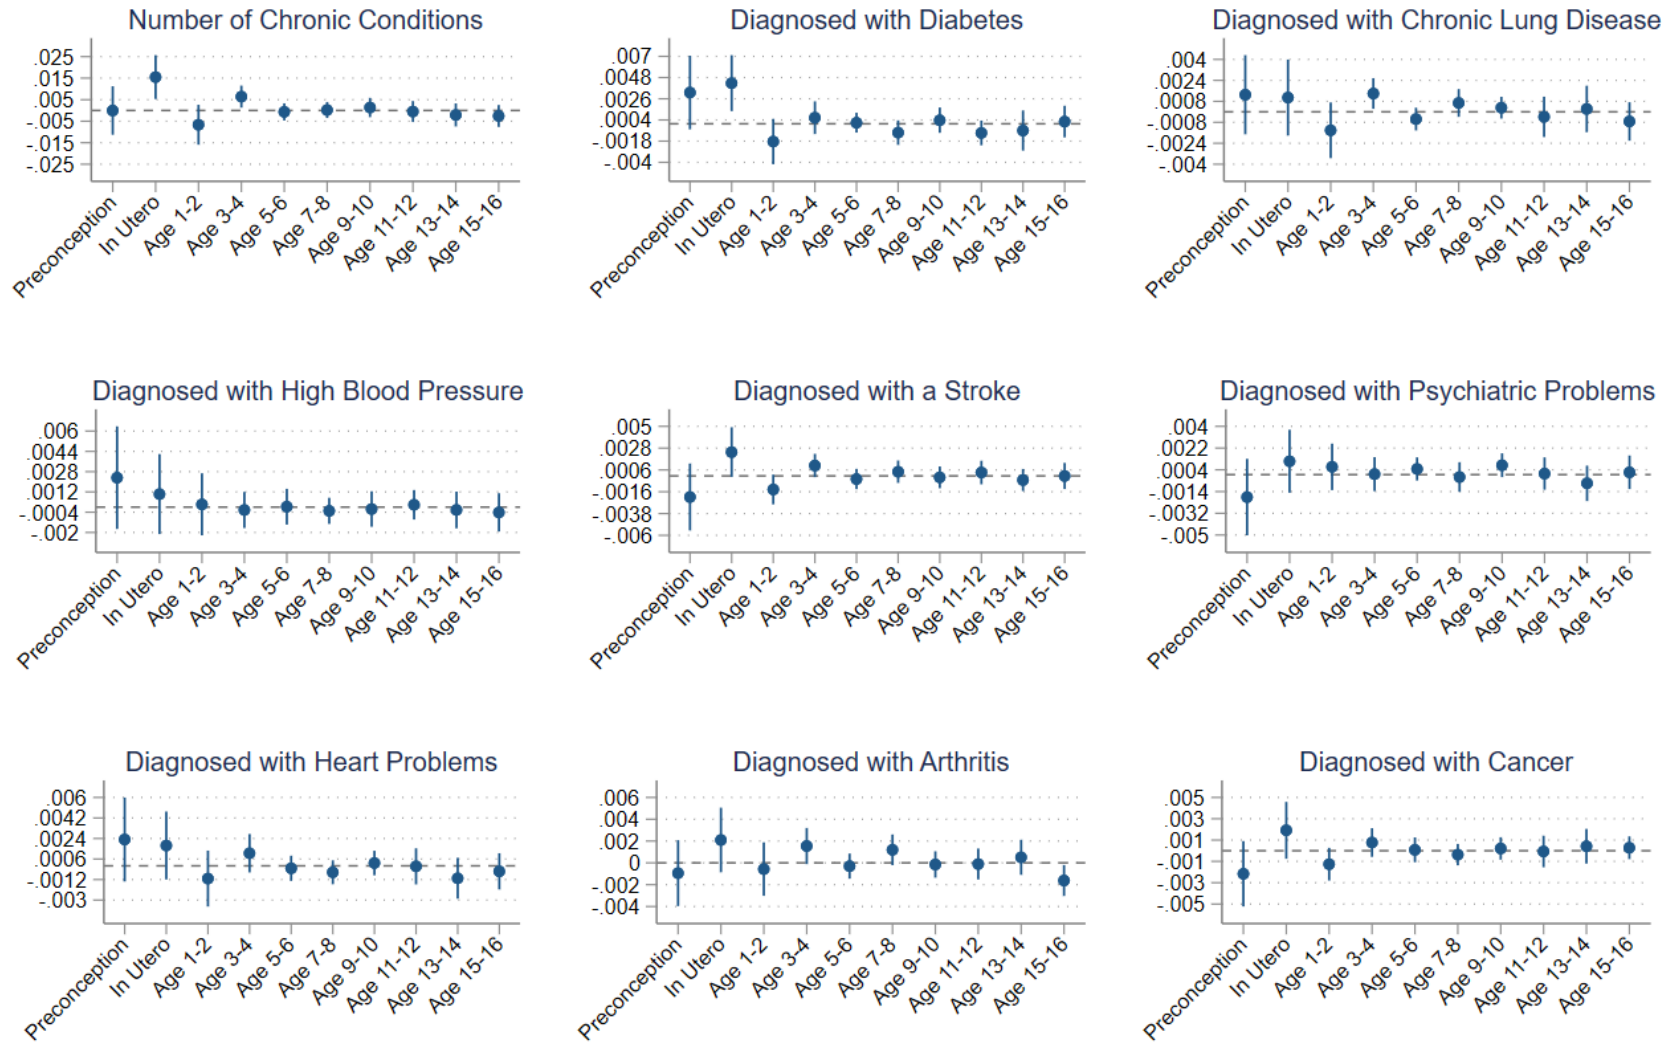 Number of Chronic Conditions
.025
.015
.005
-.005
-.015
-.025
Preconception
In Utero
Age 1-2
Age 3-4
Age 5-6
Age 7-8
Age 9-10
Age 11-12
Age 13-14
Age 15-16
Diagnosed with Diabetes
.007
.0048
.0026
.0004
-.0018
-.004
Preconception
In Utero
Age 1-2
Age 3-4
Age 5-6
Age 7-8
Age 9-10
Age 11-12
Age 13-14
Age 15-16
Diagnosed with Chronic Lung Disease
.004
.0024
.0008
-.0008
-.0024
-.004
Preconception
In Utero
Age 1-2
Age 3-4
Age 5-6
Age 7-8
Age 9-10
Age 11-12
Age 13-14
Age 15-16
Diagnosed with High Blood Pressure
.006
.0044
.0028
.0012
-.0004
-.002
Preconception
In Utero
Age 1-2
Age 3-4
Age 5-6
Age 7-8
Age 9-10
Age 11-12
Age 13-14
Age 15-16
Diagnosed with a Stroke
.005
.0028
.0006
-.0016
-.0038
-.006
Preconception
In Utero
Age 1-2
Age 3-4
Age 5-6
Age 7-8
Age 9-10
Age 11-12
Age 13-14
Age 15-16
Diagnosed with Psychiatric Problems
.004
.0022
.0004
-.0014
-.0032
-.005
Preconception
In Utero
Age 1-2
Age 3-4
Age 5-6
Age 7-8
Age 9-10
Age 11-12
Age 13-14
Age 15-16
Diagnosed with Heart Problems
.006
.0042
.0024
.0006
-.0012
-.003
Preconception
In Utero
Age 1-2
Age 3-4
Age 5-6
Age 7-8
Age 9-10
Age 11-12
Age 13-14
Age 15-16
Diagnosed with Arthritis
.006
.004
.002
0
-.002
-.004
Preconception
In Utero
Age 1-2
Age 3-4
Age 5-6
Age 7-8
Age 9-10
Age 11-12
Age 13-14
Age 15-16
Diagnosed with Cancer
.005
.003
.001
-.001
-.003
-.005
Preconception
In Utero
Age 1-2
Age 3-4
Age 5-6
Age 7-8
Age 9-10
Age 11-12
Age 13-14
Age 15-16